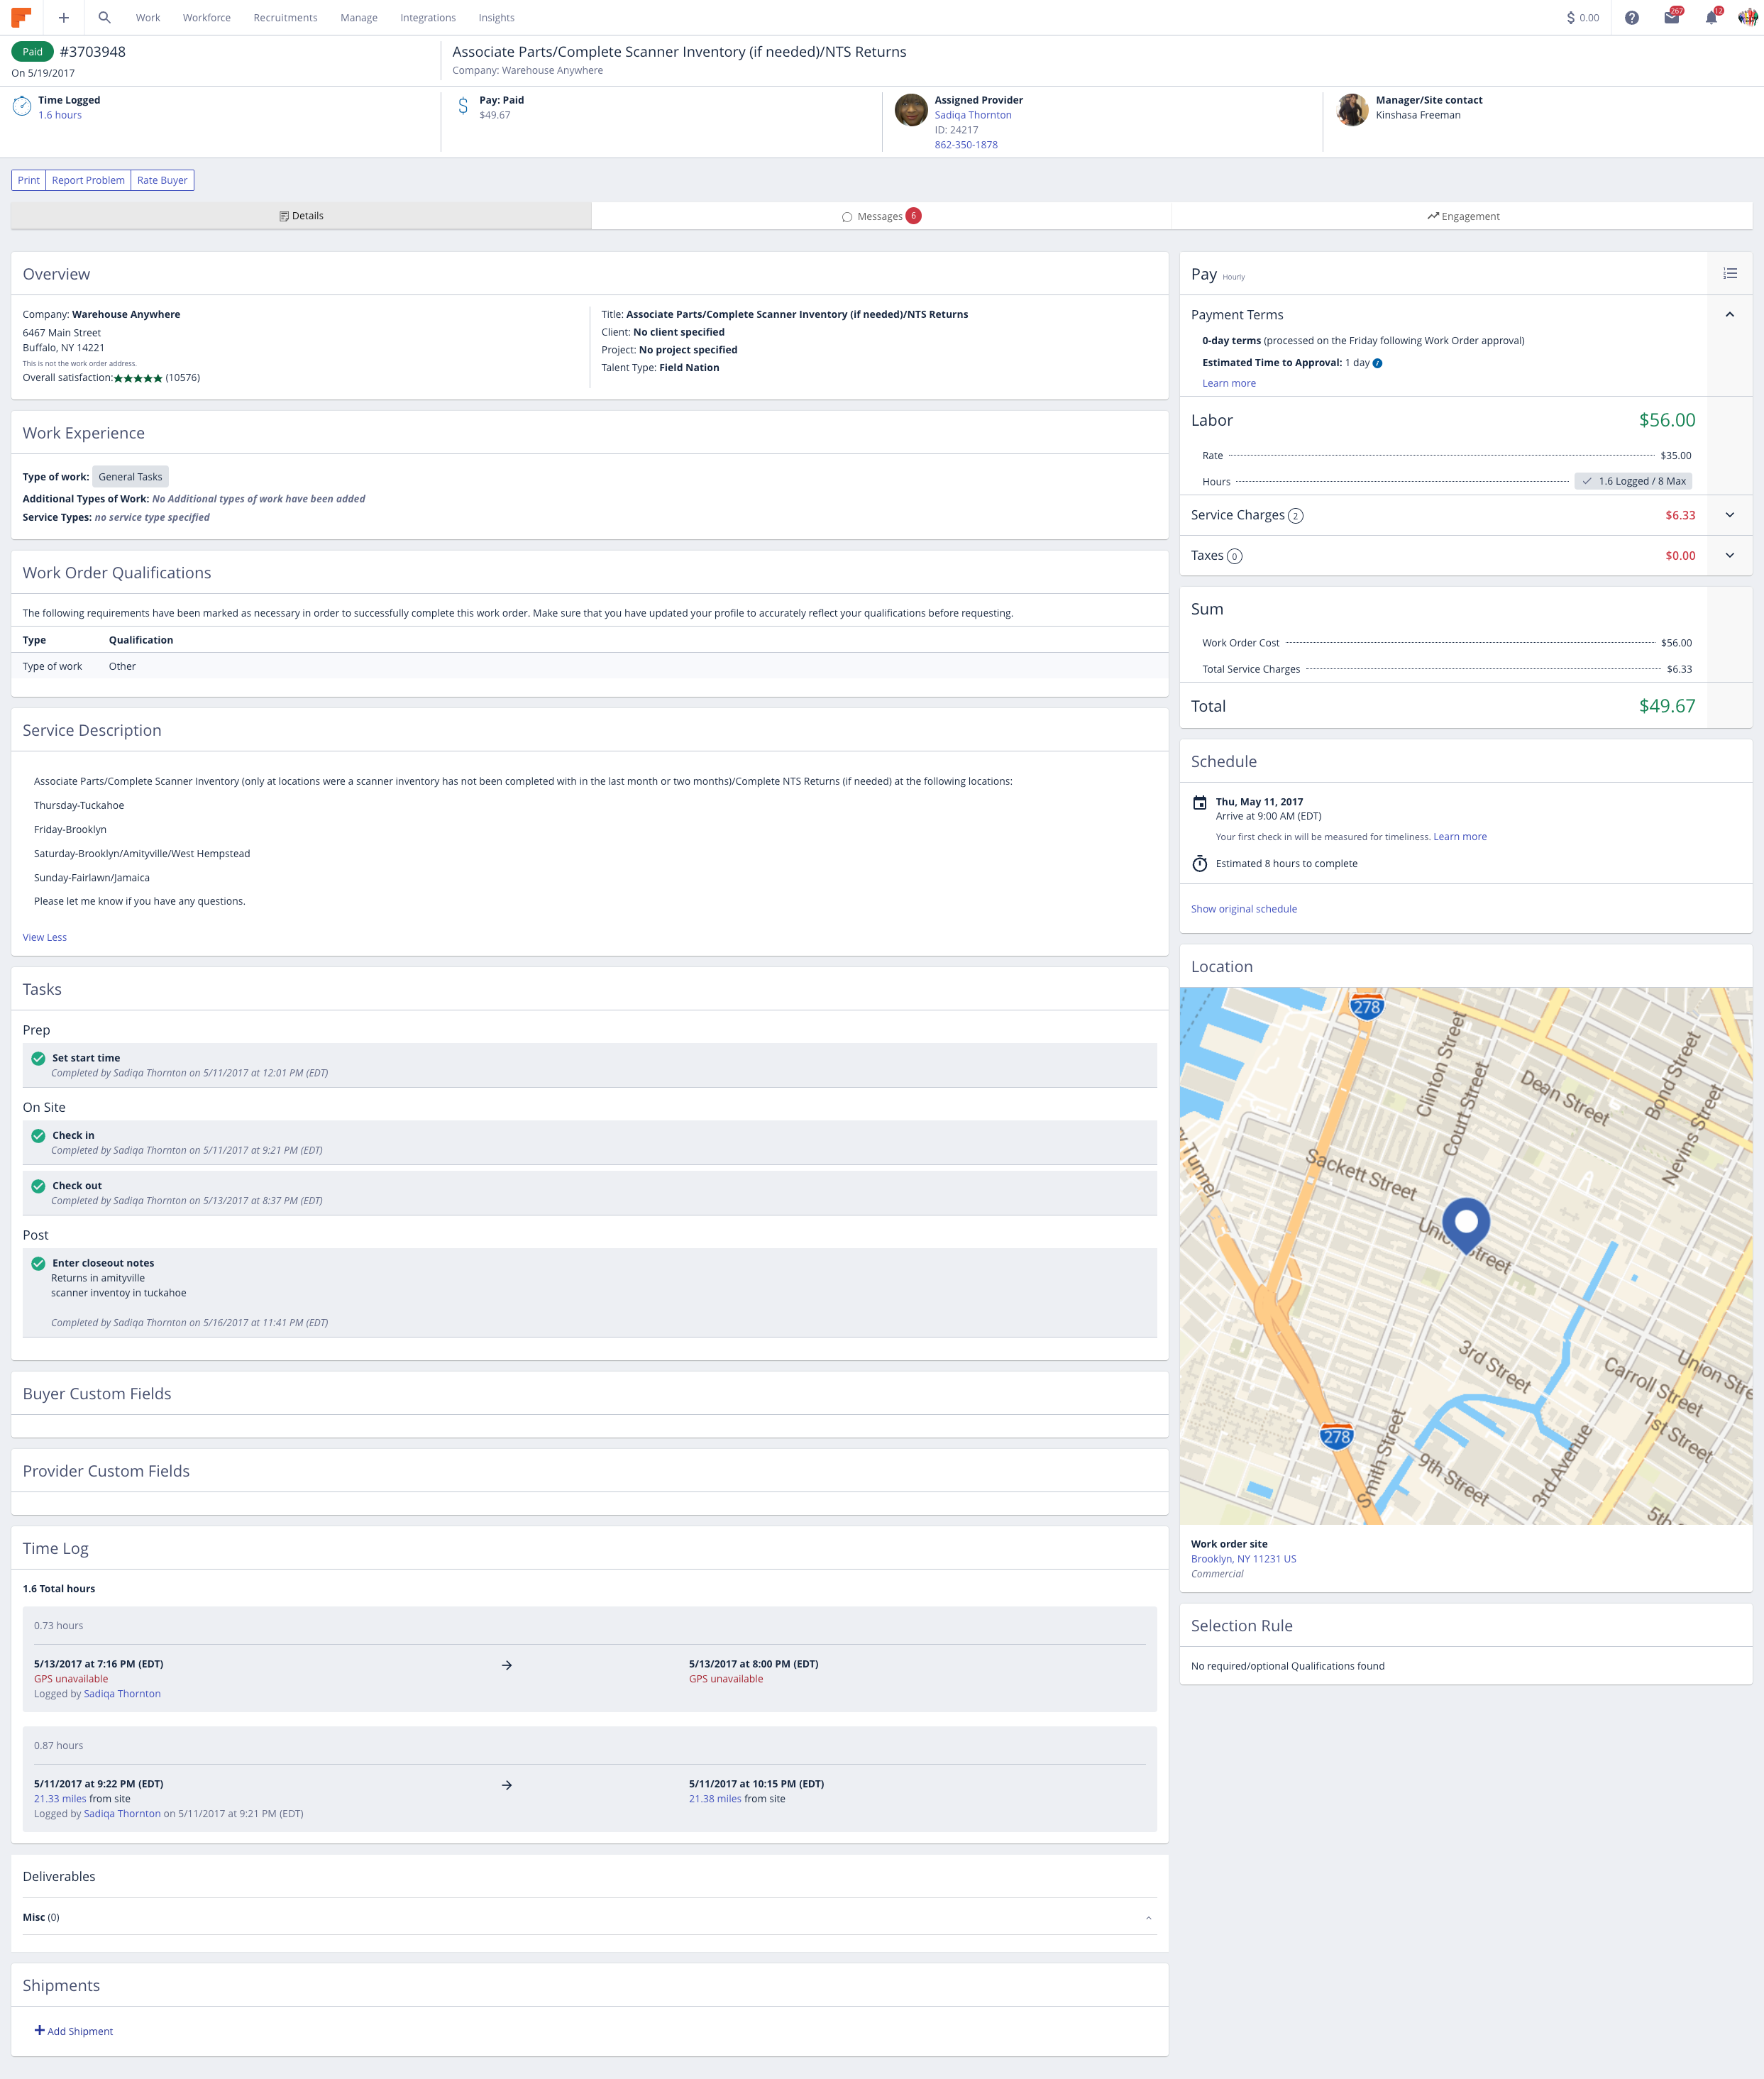 Work Workforce Recruitments Manage Integrations Insights
0.00
267
12
Paid #3703948
On 5/19/2017
Associate Parts/Complete Scanner Inventory (if needed)/NTS Returns
Company: Warehouse Anywhere
Time Logged
1.6 hours
Pay: Paid
$49.67
Assigned Provider
Sadiqa Thornton
ID: 24217
862-350-1878
Manager/Site contact
Kinshasa Freeman
Print Report Problem Rate Buyer
Details
Messages 6
Engagement
Overview
Company: Warehouse Anywhere
6467 Main Street
Buffalo, NY 14221
This is not the work order address.
Overall satisfaction:★★★★★ (10576)
Title: Associate Parts/Complete Scanner Inventory (if needed)/NTS Returns
Client: No client specified
Project: No project specified
Talent Type: Field Nation
Work Experience
Type of work: General Tasks
Additional Types of Work: No Additional types of work have been added
Service Types: no service type specified
Work Order Qualifications
The following requirements have been marked as necessary in order to successfully complete this work order. Make sure that you have updated your profile to accurately reflect your qualifications before requesting.
Type Qualification
Type of work Other
Service Description
Associate Parts/Complete Scanner Inventory (only at locations were a scanner inventory has not been completed with in the last month or two months)/Complete NTS Returns (if needed) at the following locations:
Thursday-Tuckahoe
Friday-Brooklyn
Saturday-Brooklyn/Amityville/West Hempstead
Sunday-Fairlawn/Jamaica
Please let me know if you have any questions.
View Less
Tasks
Prep
Set start time
Completed by Sadiqa Thornton on 5/11/2017 at 12:01 PM (EDT)
On Site
Check in
Completed by Sadiqa Thornton on 5/11/2017 at 9:21 PM (EDT)
Check out
Completed by Sadiqa Thornton on 5/13/2017 at 8:37 PM (EDT)
Post
Enter closeout notes
Returns in amityville
scanner inventoy in tuckahoe
Completed by Sadiqa Thornton on 5/16/2017 at 11:41 PM (EDT)
Buyer Custom Fields
Provider Custom Fields
Time Log
1.6 Total hours
0.73 hours
5/13/2017 at 7:16 PM (EDT) → 5/13/2017 at 8:00 PM (EDT)
GPS unavailable GPS unavailable
Logged by Sadiqa Thornton
0.87 hours
5/11/2017 at 9:22 PM (EDT) → 5/11/2017 at 10:15 PM (EDT)
21.33 miles from site 21.38 miles from site
Logged by Sadiqa Thornton on 5/11/2017 at 9:21 PM (EDT)
Deliverables
Misc (0)
Shipments
Add Shipment
Pay Hourly
Payment Terms
0-day terms (processed on the Friday following Work Order approval)
Estimated Time to Approval: 1 day
Learn more
Labor $56.00
Rate $35.00
Hours 1.6 Logged / 8 Max
Service Charges 2 $6.33
Taxes 0 $0.00
Sum
Work Order Cost $56.00
Total Service Charges $6.33
Total $49.67
Schedule
Thu, May 11, 2017
Arrive at 9:00 AM (EDT)
Your first check in will be measured for timeliness. Learn more
Estimated 8 hours to complete
Show original schedule
Location
278
Clinton Street
Court Street
Dean Street
Bond Street
Nevins Street
y Tunnel
Sackett Street
Union Street
3rd Street
Carroll Street
Union Stre
1st Street
278
Smith Street
9th Street
3rd Avenue
5th
Work order site
Brooklyn, NY 11231 US
Commercial
Selection Rule
No required/optional Qualifications found